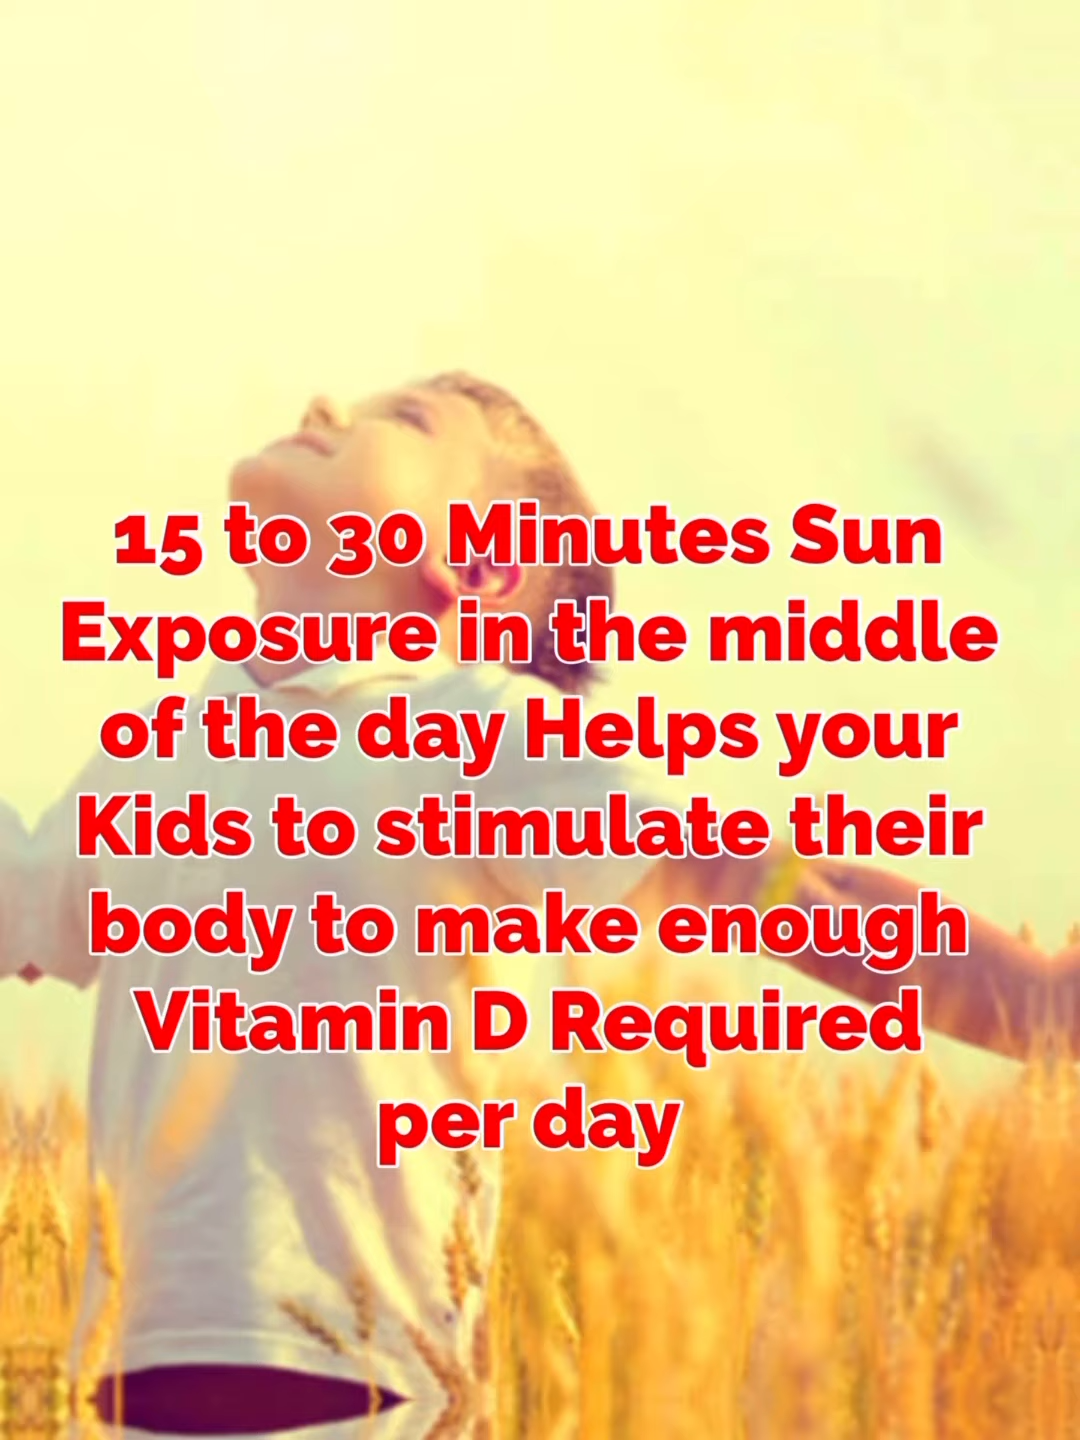 15 to 30 Minutes Sun
Exposure in the middle
of the day Helps your
Kids to stimulate their
body to make enough
Vitamin D Required
per day